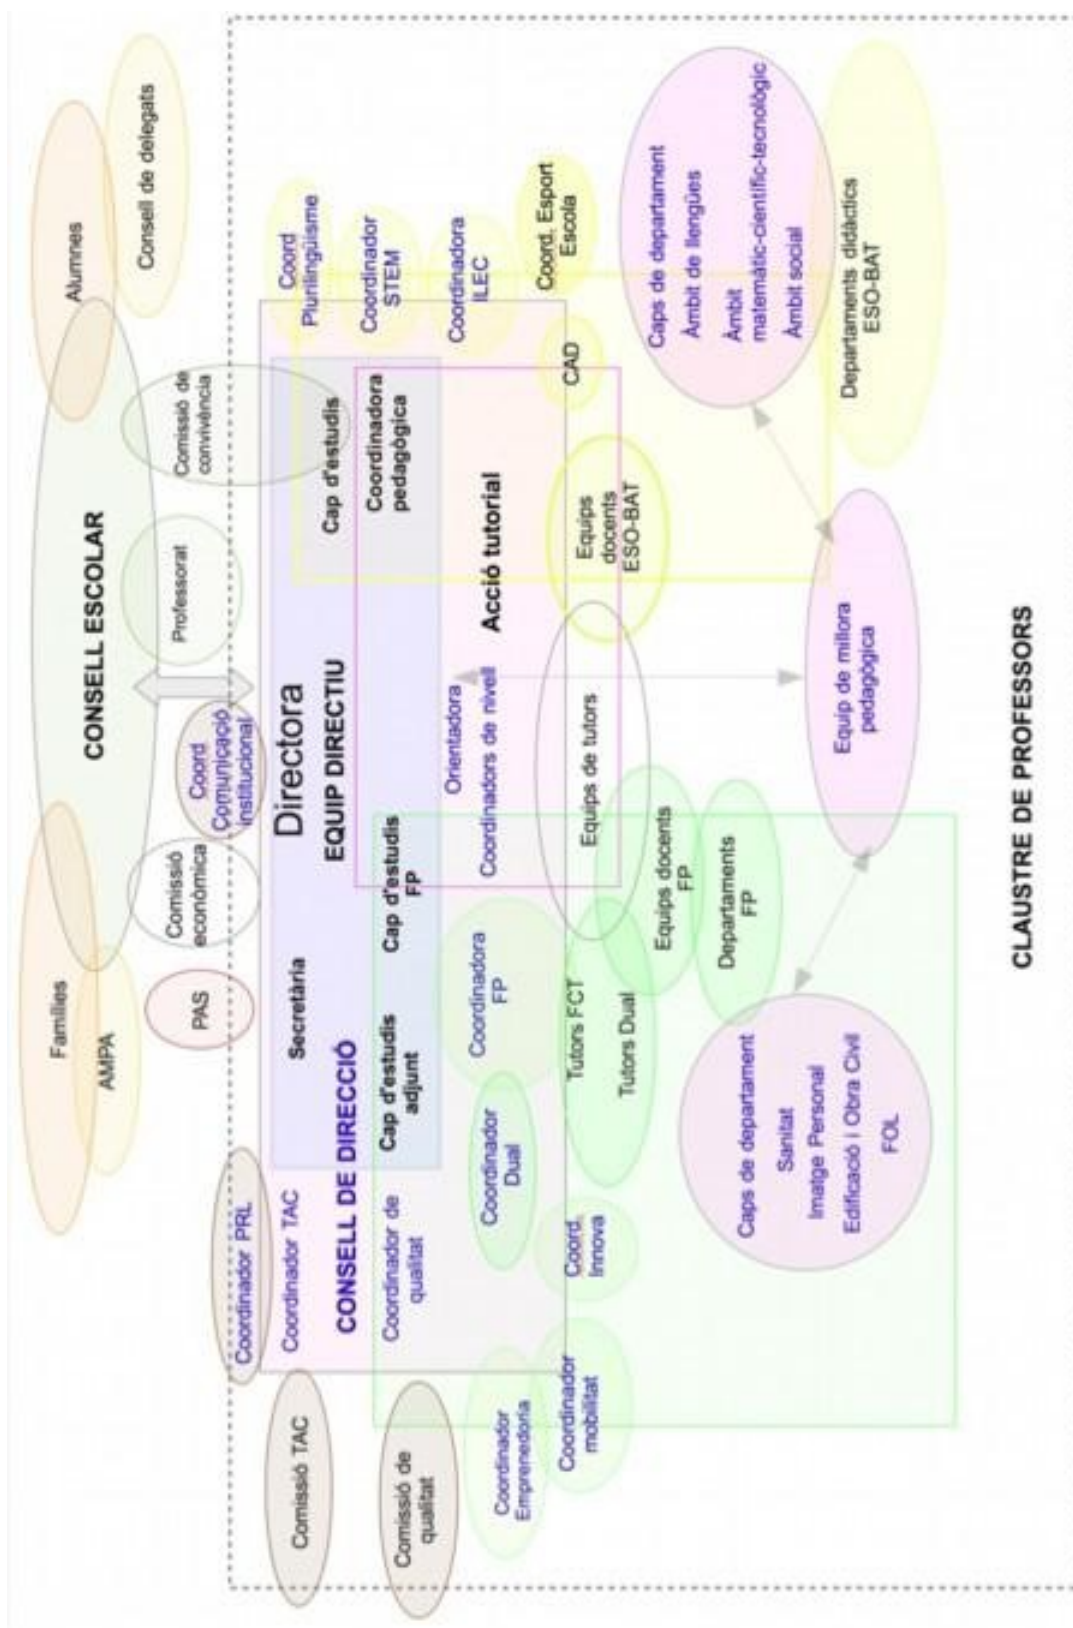 CONSELL ESCOLAR
Famílies
AMPA
Alumnes
Consell de delegats
PAS
Comissió
econòmica
Coord
Comunicació
institucional
Professorat
Comissió de
convivència
Coordinador PRL
Coordinador TAC
Comissió TAC
CONSELL DE DIRECCIÓ
Secretària
Directora
EQUIP DIRECTIU
Cap d'estudis
Coord
Plurilingüisme
Coordinador
STEM
Coordinadora
ILEC
Coord. Esport
Escola
Comissió de
qualitat
Coordinador de
qualitat
Cap d'estudis
adjunt
Cap d'estudis
FP
Coordinadora
pedagògica
Coordinador
Emprenedoria
Coordinador
Dual
Coordinadora
FP
Orientadora
Coordinadors de nivell
Acció tutorial
CAD
Coordinador
mobilitat
Coord.
Innova
Tutors FCT
Tutors Dual
Equips de tutors
Equips
docents
ESO-BAT
Equips docents
FP
Departaments
FP
Caps de departament
Sanitat
Imatge Personal
Edificació i Obra Civil
FOL
Equip de millora
pedagògica
Caps de departament
Àmbit de llengües
Àmbit
matemàtic-científic-tecnològic
Àmbit social
Departaments didàctics
ESO-BAT
CLAUSTRE DE PROFESSORS